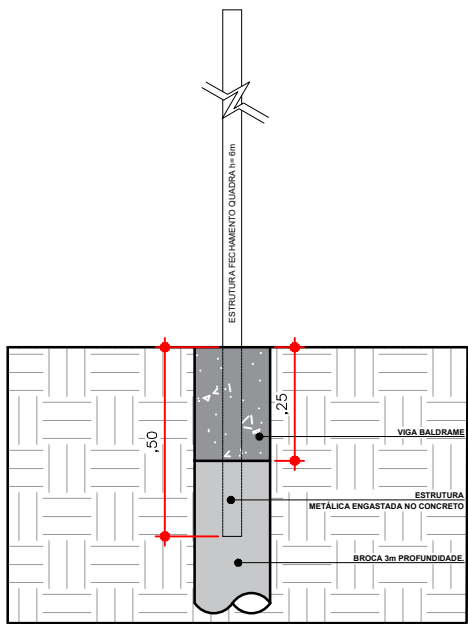 ESTRUTURA FECHAMENTO QUADRA h= 6m
,50
,25
VIGA BALDRAME
ESTRUTURA
METÁLICA ENGASTADA NO CONCRETO
BROCA 3m PROFUNDIDADE.